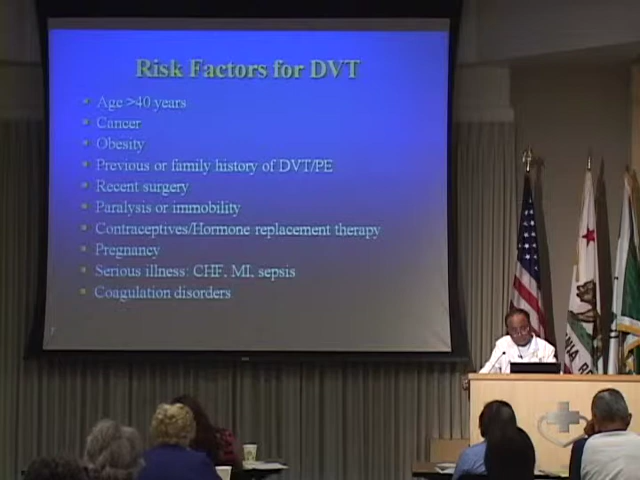 Risk Factors for DVT
Age >40 years
Cancer
Obesity
Previous or family history of DVT/PE
Recent surgery
Paralysis or immobility
Contraceptives/Hormone replacement therapy
Pregnancy
Serious illness: CHF, MI, sepsis
Coagulation disorders